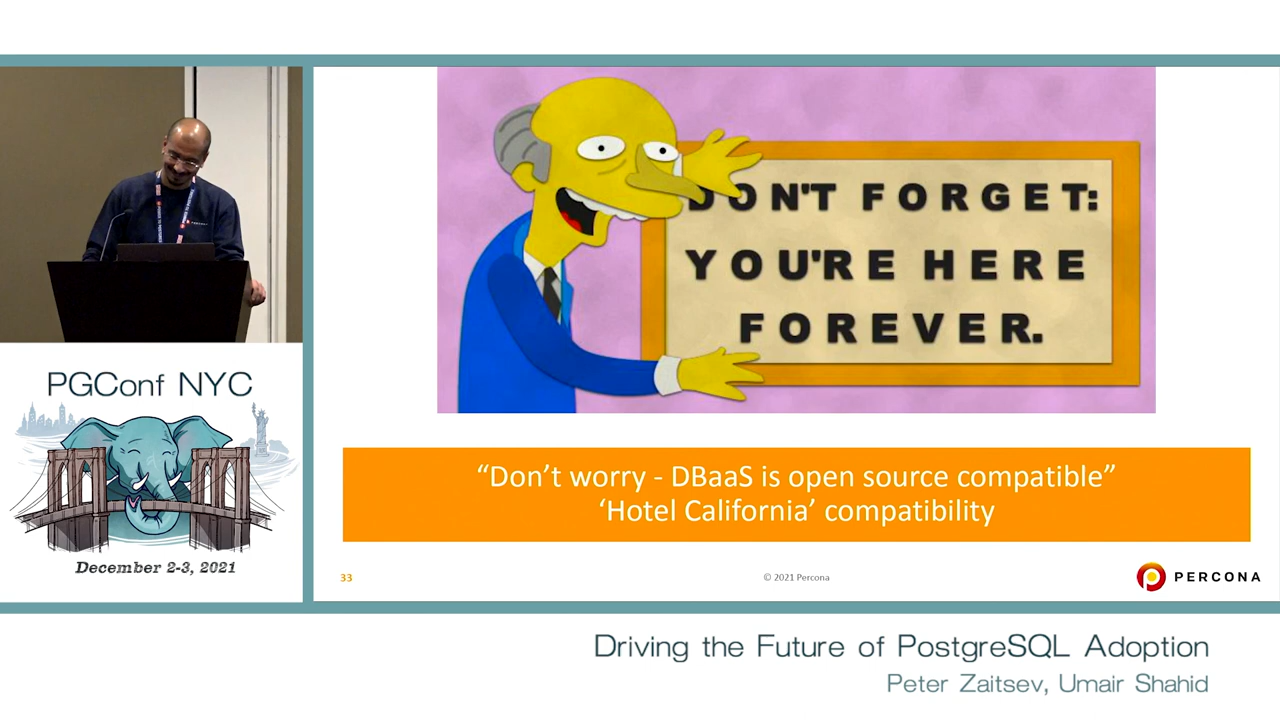 DON'T FORGET:
YOU'RE HERE
FOREVER.
“Don’t worry - DBaaS is open source compatible”
‘Hotel California’ compatibility
33
© 2021 Percona
PERCONA
PERCONA
PGConf NYC
December 2-3, 2021
Driving the Future of PostgreSQL Adoption
Peter Zaitsev, Umair Shahid